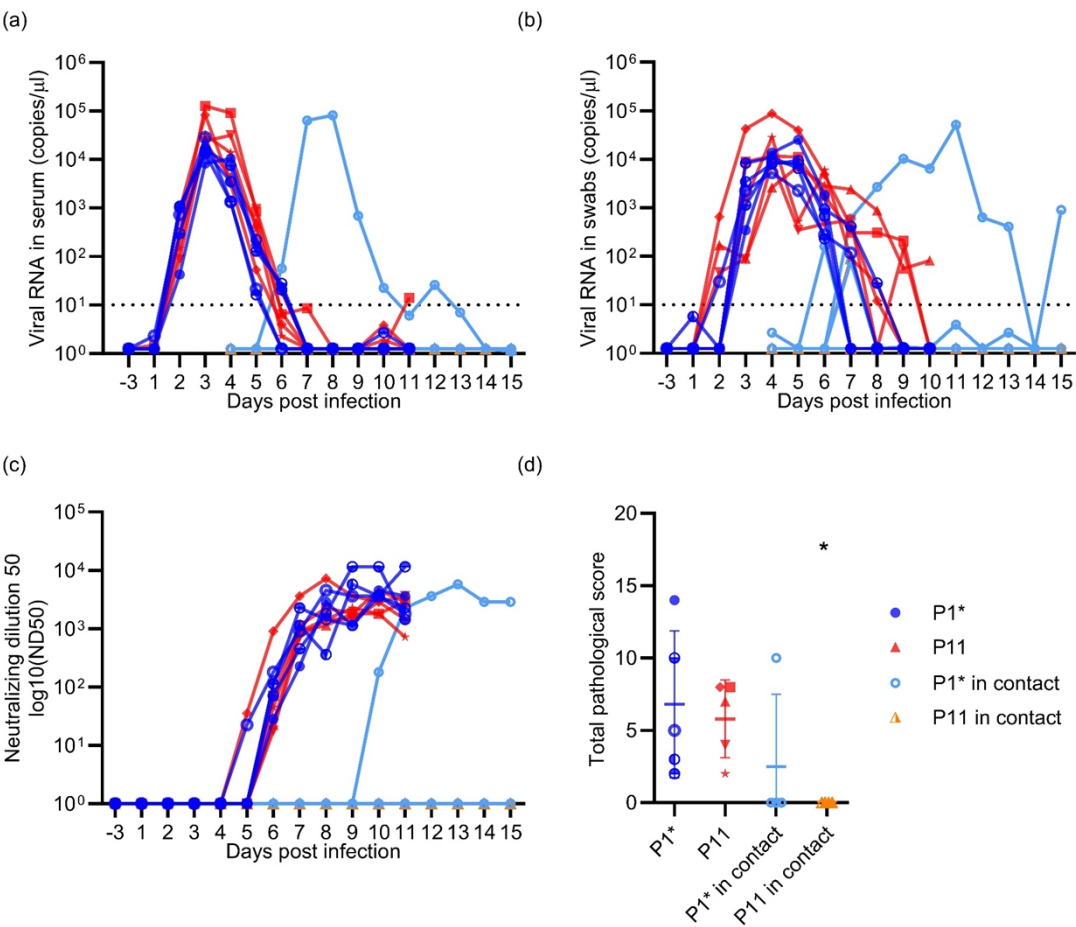 (a)
Viral RNA in serum (copies/µl)
10⁶
10⁵
10⁴
10³
10²
10¹
10⁰
-3 1 2 3 4 5 6 7 8 9 10 11 12 13 14 15
Days post infection
(b)
Viral RNA in swabs (copies/µl)
10⁶
10⁵
10⁴
10³
10²
10¹
10⁰
-3 1 2 3 4 5 6 7 8 9 10 11 12 13 14 15
Days post infection
(c)
Neutralizing dilution 50
log10(ND50)
10⁵
10⁴
10³
10²
10¹
10⁰
-3 1 2 3 4 5 6 7 8 9 10 11 12 13 14 15
Days post infection
(d)
Total pathological score
20
15
10
5
0
*
P1*
P11
P1* in contact
P11 in contact
P1*
P11
P1* in contact
P11 in contact